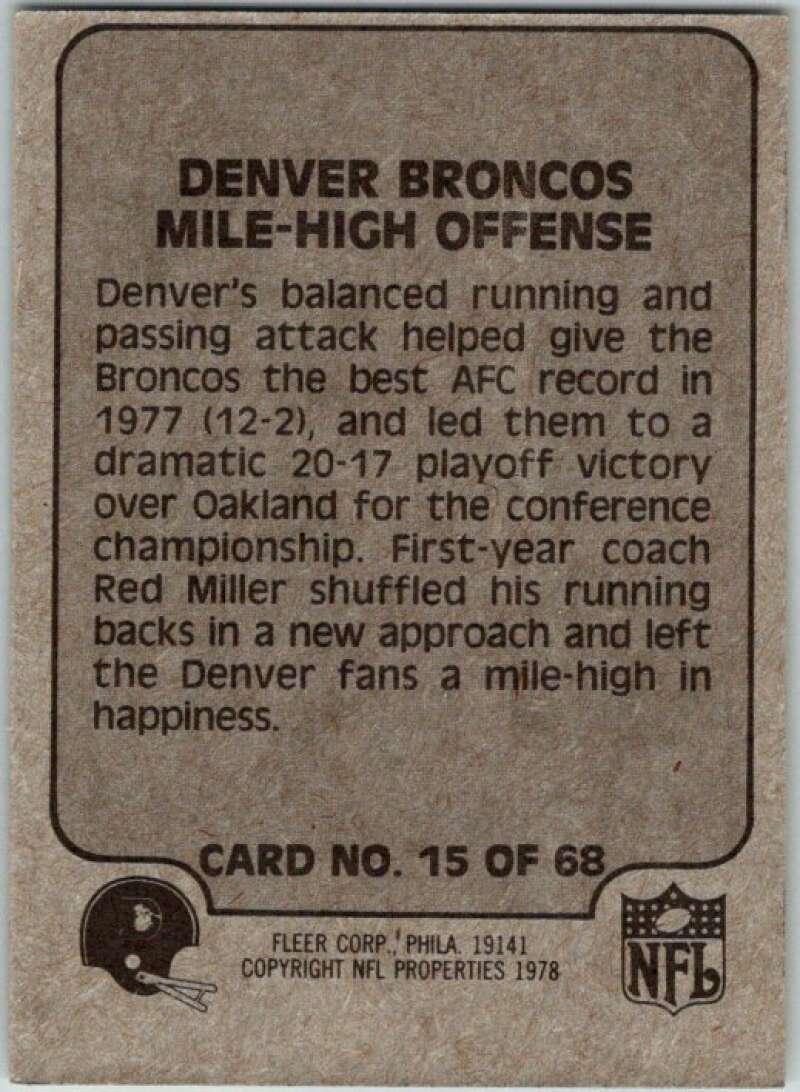 DENVER BRONCOS
MILE-HIGH OFFENSE
Denver's balanced running and
passing attack helped give the
Broncos the best AFC record in
1977 (12-2), and led them to a
dramatic 20-17 playoff victory
over Oakland for the conference
championship. First-year coach
Red Miller shuffled his running
backs in a new approach and left
the Denver fans a mile-high in
happiness.
CARD NO. 15 OF 68
FLEER CORP., PHILA. 19141
COPYRIGHT NFL PROPERTIES 1978
NFL